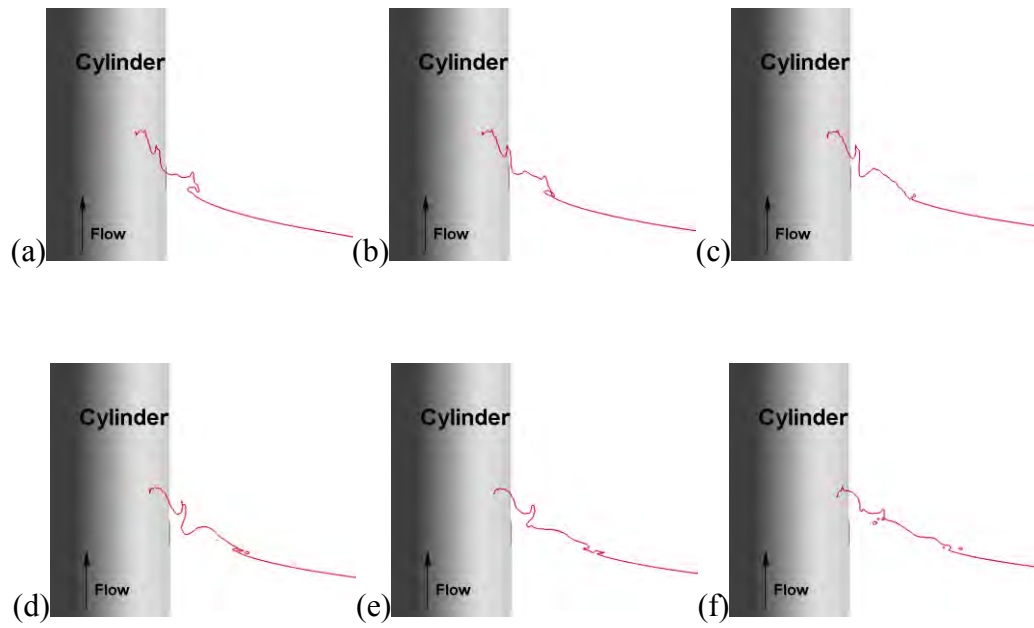 Cylinder
Flow
(a)
Cylinder
Flow
(b)
Cylinder
Flow
(c)
Cylinder
Flow
(d)
Cylinder
Flow
(e)
Cylinder
Flow
(f)